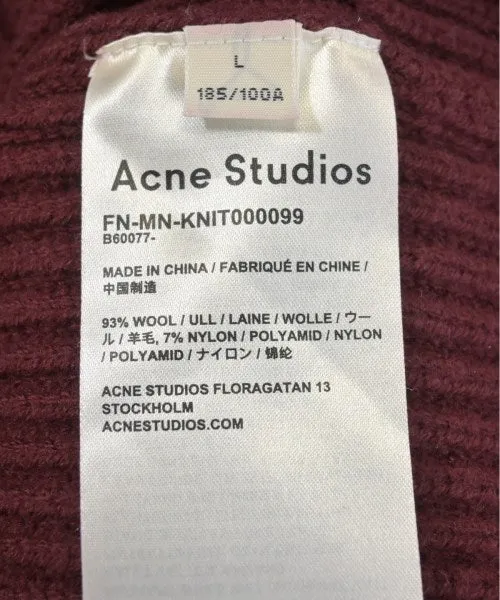 L
185/100A
Acne Studios
FN-MN-KNIT000099
B60077-
MADE IN CHINA / FABRIQUÉ EN CHINE /
中国制造
93% WOOL / ULL / LAINE / WOLLE / ウー
ル / 羊毛, 7% NYLON / POLYAMID / NYLON
/ POLYAMID / ナイロン / 锦纶
ACNE STUDIOS FLORAGATAN 13
STOCKHOLM
ACNESTUDIOS.COM